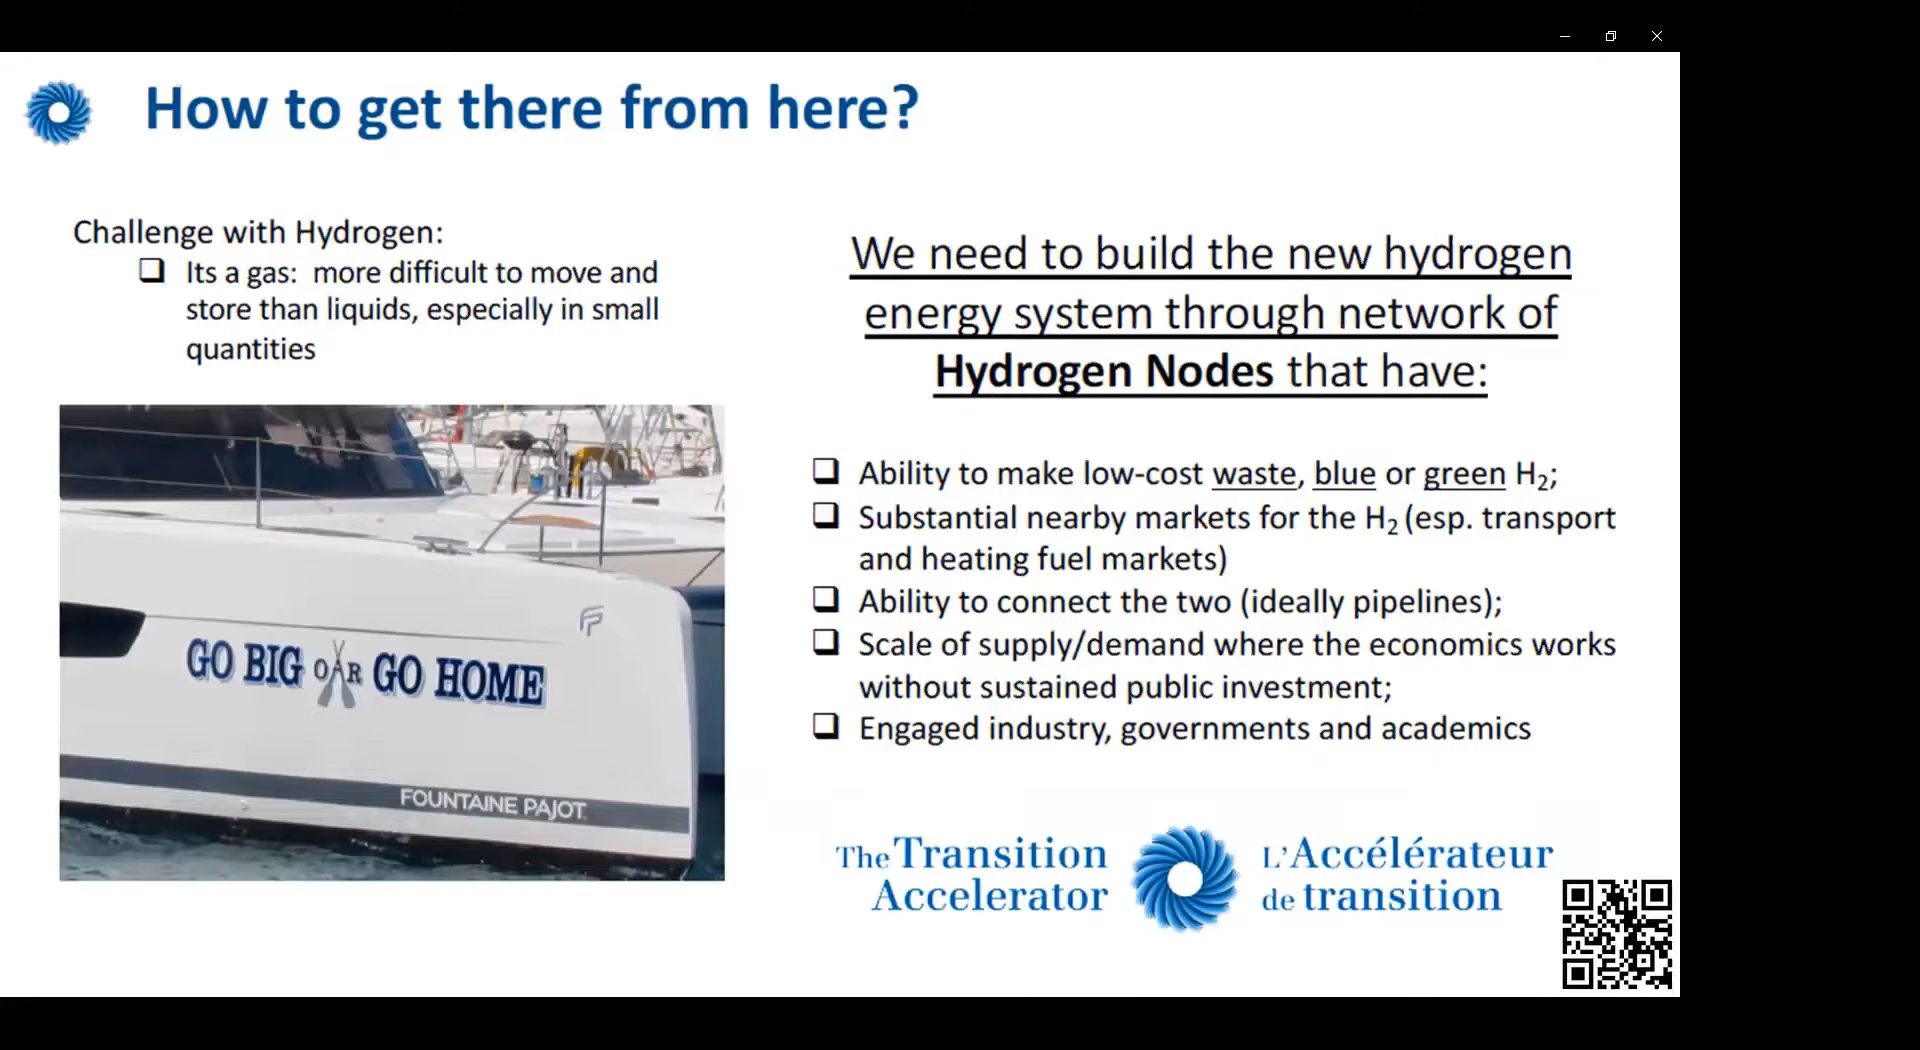 How to get there from here?
Challenge with Hydrogen:
Its a gas: more difficult to move and
store than liquids, especially in small
quantities
GO BIG OAR GO HOME
FOUNTAINE PAJOT
We need to build the new hydrogen
energy system through network of
Hydrogen Nodes that have:
Ability to make low-cost waste, blue or green H₂;
Substantial nearby markets for the H₂ (esp. transport
and heating fuel markets)
Ability to connect the two (ideally pipelines);
Scale of supply/demand where the economics works
without sustained public investment;
Engaged industry, governments and academics
The Transition
Accelerator
L'Accélérateur
de transition